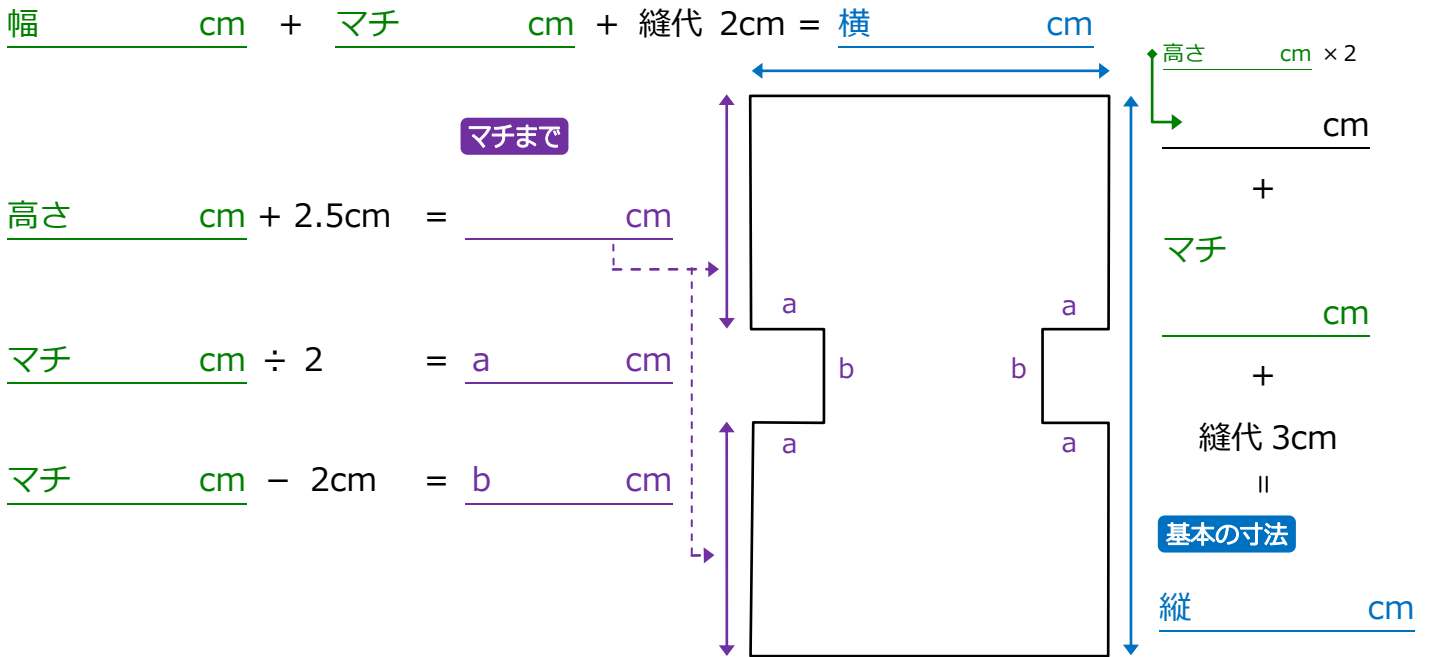 幅 cm + マチ cm + 縫代 2cm = 横 cm
高さ cm × 2
cm
+
マチ
cm
+
縫代 3cm
=
基本の寸法
縦 cm
マチまで
高さ cm + 2.5cm = cm
マチ cm ÷ 2 = a cm
マチ cm − 2cm = b cm
a a
b b
a a